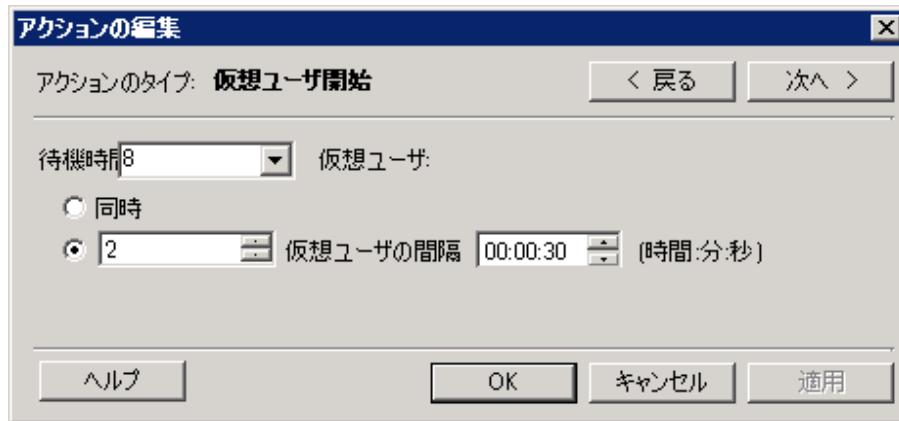 アクションの編集
アクションのタイプ: 仮想ユーザ開始 < 戻る 次へ >
待機時間 8 仮想ユーザ:
同時
2 仮想ユーザの間隔 00:00:30 (時間:分:秒)
ヘルプ OK キャンセル 適用